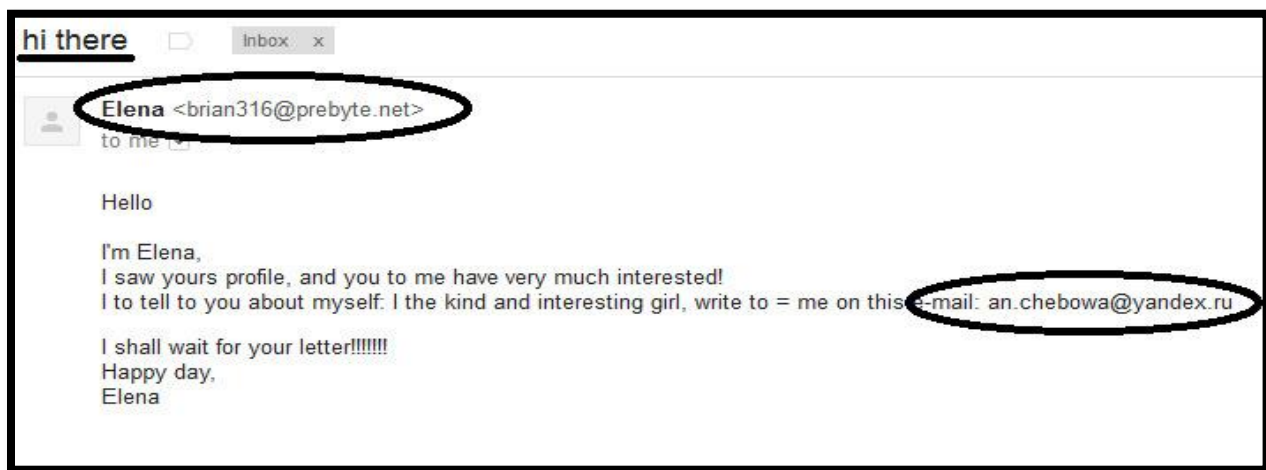 hi there Inbox x
Elena <brian316@prebyte.net>
to me
Hello
I'm Elena,
I saw yours profile, and you to me have very much interested!
I to tell to you about myself: I the kind and interesting girl, write to = me on this e-mail: an.chebowa@yandex.ru
I shall wait for your letter!!!!!!!
Happy day,
Elena